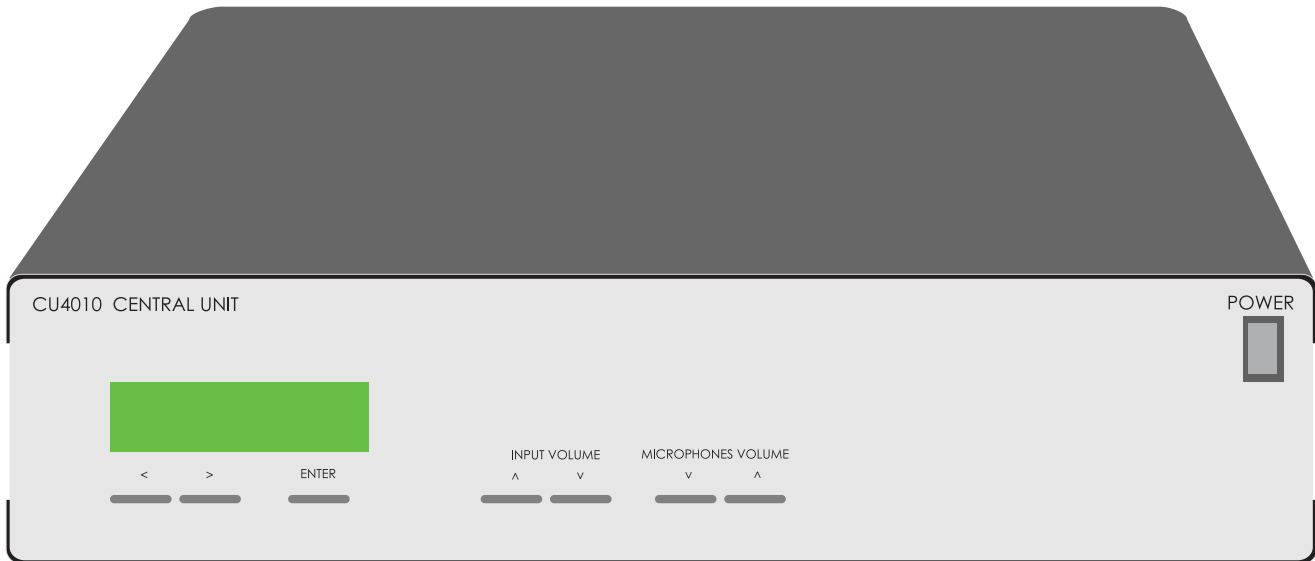 CU4010 CENTRAL UNIT
POWER
INPUT VOLUME
MICROPHONES VOLUME
< > ENTER
˄ ˅
˅ ˄